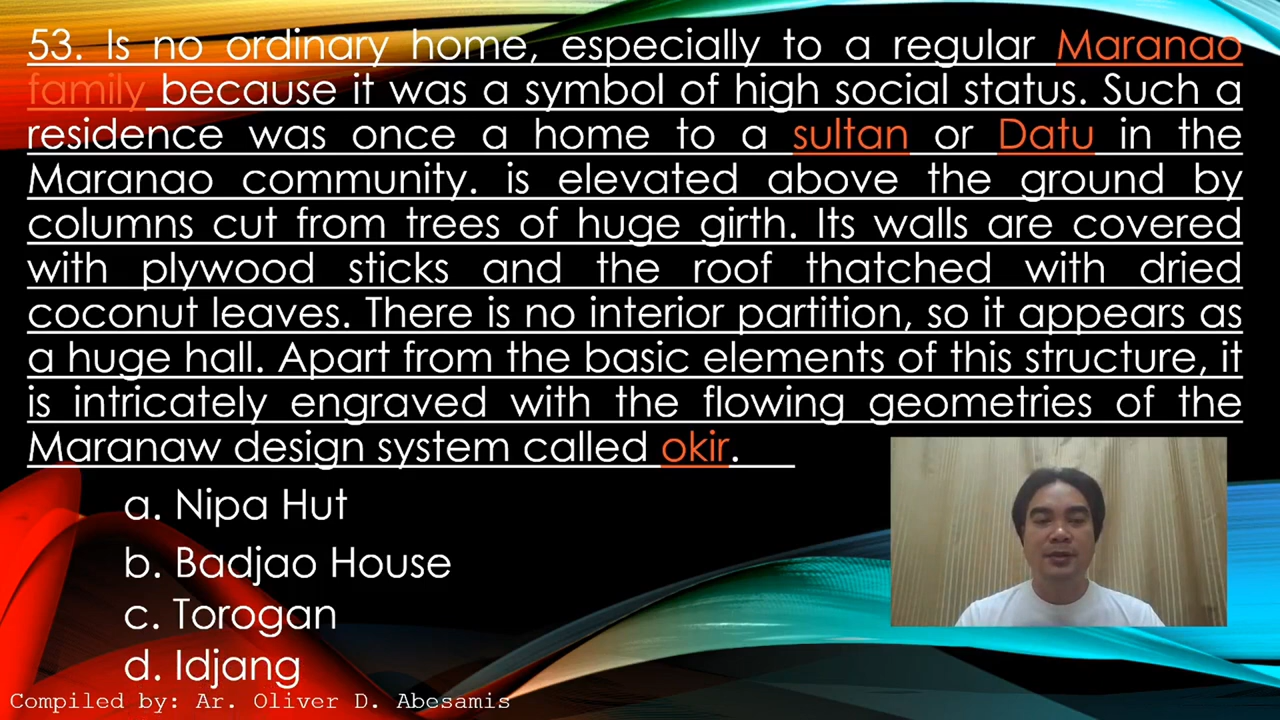 53. Is no ordinary home, especially to a regular Maranao
family because it was a symbol of high social status. Such a
residence was once a home to a sultan or Datu in the
Maranao community. is elevated above the ground by
columns cut from trees of huge girth. Its walls are covered
with plywood sticks and the roof thatched with dried
coconut leaves. There is no interior partition, so it appears as
a huge hall. Apart from the basic elements of this structure, it
is intricately engraved with the flowing geometries of the
Maranaw design system called okir.
a. Nipa Hut
b. Badjao House
c. Torogan
d. Idjang
Compiled by: Ar. Oliver D. Abesamis